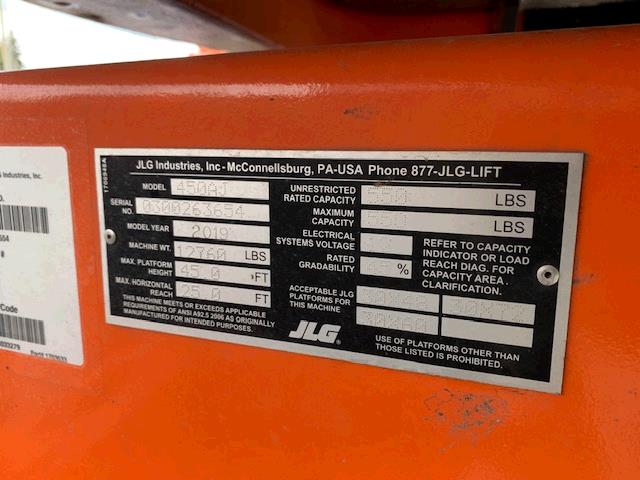 Industries, Inc.
1706948A
JLG Industries, Inc - McConnellsburg, PA-USA Phone 877-JLG-LIFT
MODEL 450AJ
SERIAL NO. 0300263654
MODEL YEAR 2019
MACHINE WT. 12760 LBS
MAX. PLATFORM HEIGHT 45.0 FT
MAX. HORIZONTAL REACH 25.0 FT
THIS MACHINE MEETS OR EXCEEDS APPLICABLE
REQUIREMENTS OF ANSI A92.5 2006 AS ORIGINALLY
MANUFACTURED FOR INTENDED PURPOSES.
UNRESTRICTED RATED CAPACITY 550 LBS
MAXIMUM CAPACITY 550 LBS
ELECTRICAL SYSTEMS VOLTAGE 12
RATED GRADABILITY 45 %
REFER TO CAPACITY
INDICATOR OR LOAD
REACH DIAG. FOR
CAPACITY AREA.
CLARIFICATION.
ACCEPTABLE JLG
PLATFORMS FOR
THIS MACHINE
JLG
USE OF PLATFORMS OTHER THAN
THOSE LISTED IS PROHIBITED.
Code